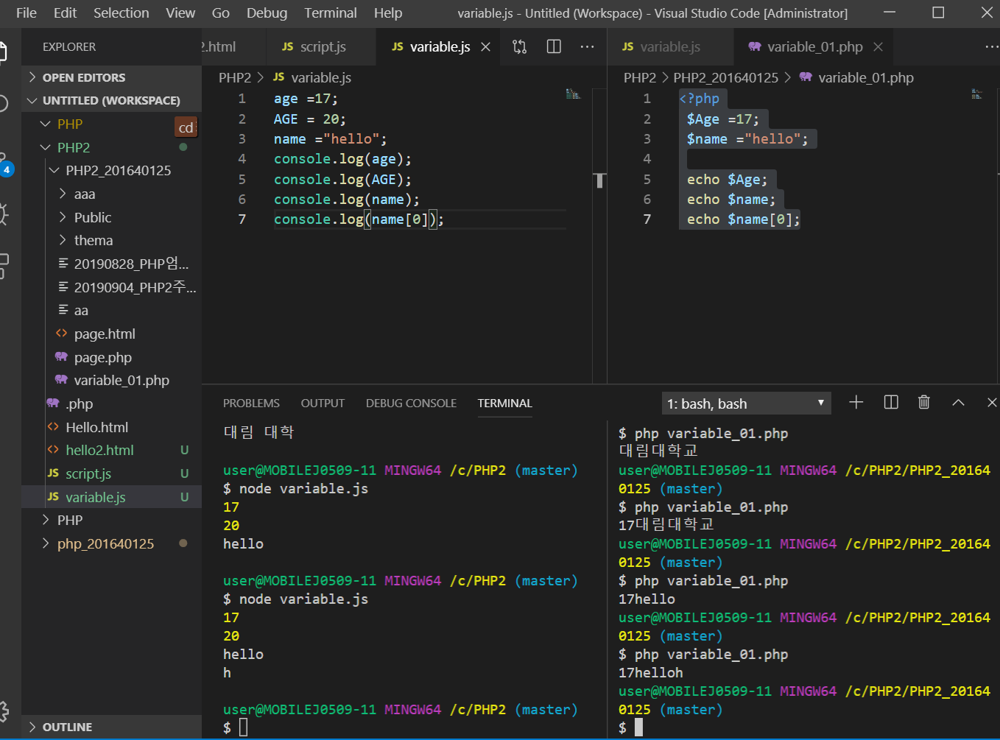 File Edit Selection View Go Debug Terminal Help variable.js - Untitled (Workspace) - Visual Studio Code [Administrator]
EXPLORER
OPEN EDITORS
UNTITLED (WORKSPACE)
PHP
cd
PHP2
4
PHP2_201640125
aaa
Public
thema
20190828_PHP엄...
20190904_PHP2주...
aa
page.html
page.php
variable_01.php
.php
Hello.html
hello2.html U
JS script.js U
JS variable.js U
PHP
php_201640125
OUTLINE
2.html JS script.js JS variable.js
PHP2 > JS variable.js
1 age =17;
2 AGE = 20;
3 name ="hello";
4 console.log(age);
5 console.log(AGE);
6 console.log(name);
7 console.log(name[0]);
JS variable.js variable_01.php
PHP2 > PHP2_201640125 > variable_01.php
1 <?php
2 $Age =17;
3 $name ="hello";
4
5 echo $Age;
6 echo $name;
7 echo $name[0];
PROBLEMS OUTPUT DEBUG CONSOLE TERMINAL 1: bash, bash
대림 대학
user@MOBILEJ0509-11 MINGW64 /c/PHP2 (master)
$ node variable.js
17
20
hello
user@MOBILEJ0509-11 MINGW64 /c/PHP2 (master)
$ node variable.js
17
20
hello
h
user@MOBILEJ0509-11 MINGW64 /c/PHP2 (master)
$
$ php variable_01.php
대림대학교
user@MOBILEJ0509-11 MINGW64 /c/PHP2/PHP2_20164
0125 (master)
$ php variable_01.php
17대림대학교
user@MOBILEJ0509-11 MINGW64 /c/PHP2/PHP2_20164
0125 (master)
$ php variable_01.php
17hello
user@MOBILEJ0509-11 MINGW64 /c/PHP2/PHP2_20164
0125 (master)
$ php variable_01.php
17helloh
user@MOBILEJ0509-11 MINGW64 /c/PHP2/PHP2_20164
0125 (master)
$